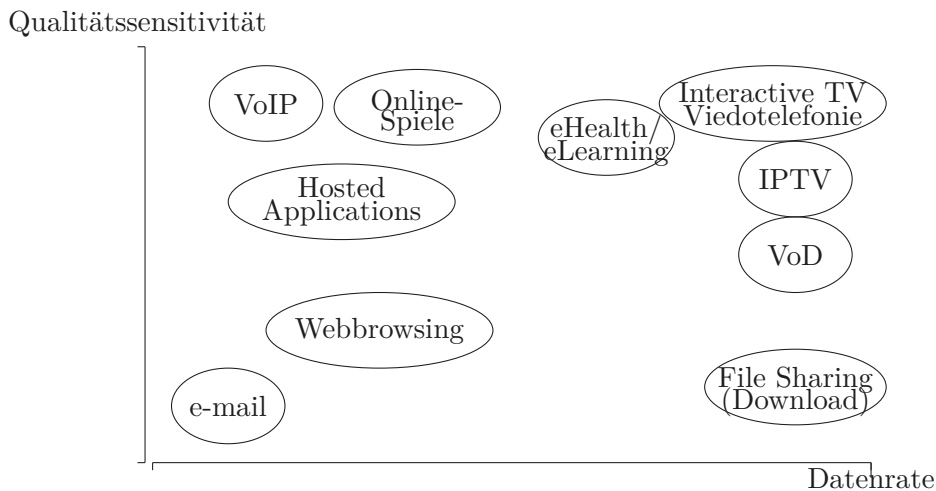 Qualitätssensitivität
VoIP
Online-
Spiele
Interactive TV
Viedotelefonie
eHealth/
eLearning
IPTV
Hosted
Applications
VoD
Webbrowsing
File Sharing
(Download)
e-mail
Datenrate